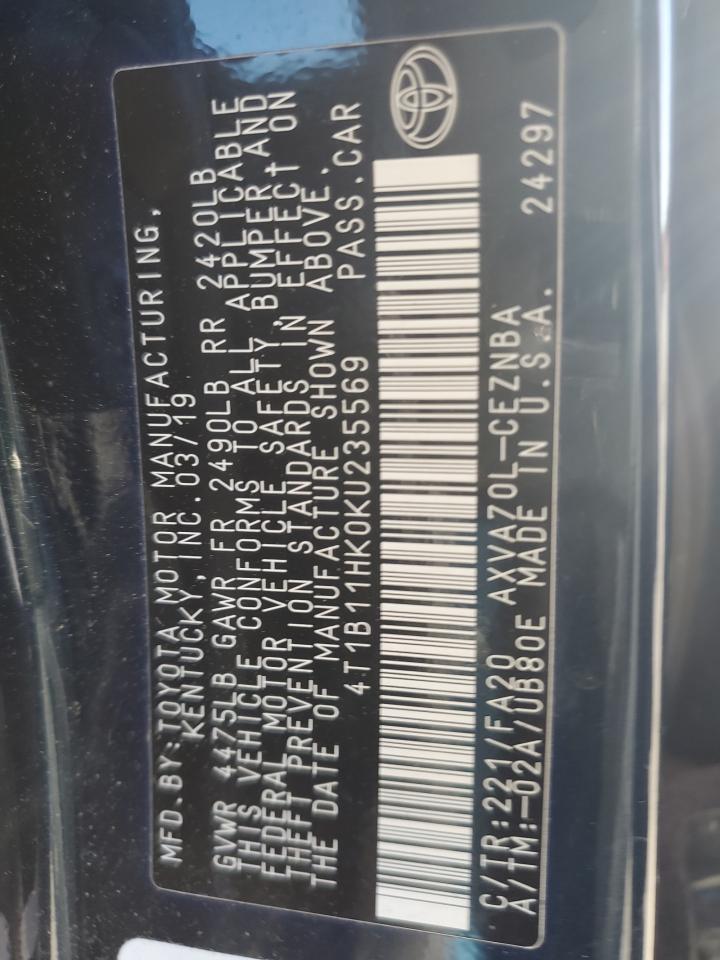 MFD.BY:TOYOTA MOTOR MANUFACTURING,
KENTUCKY, INC.03/19
GVWR 4475LB GAWR FR 2490LB RR 2420LB
THIS VEHICLE CONFORMS TO ALL APPLICABLE
FEDERAL MOTOR VEHICLE SAFETY, BUMPER, AND
THEFT PREVENTION STANDARDS IN EFFECT ON
THE DATE OF MANUFACTURE SHOWN ABOVE.
4T1B11HK0KU235569 PASS.CAR
C/TR:221/FA20 AXVA70L-CEZNBA
A/TM:-02A/UB80E MADE IN U.S.A. 24297